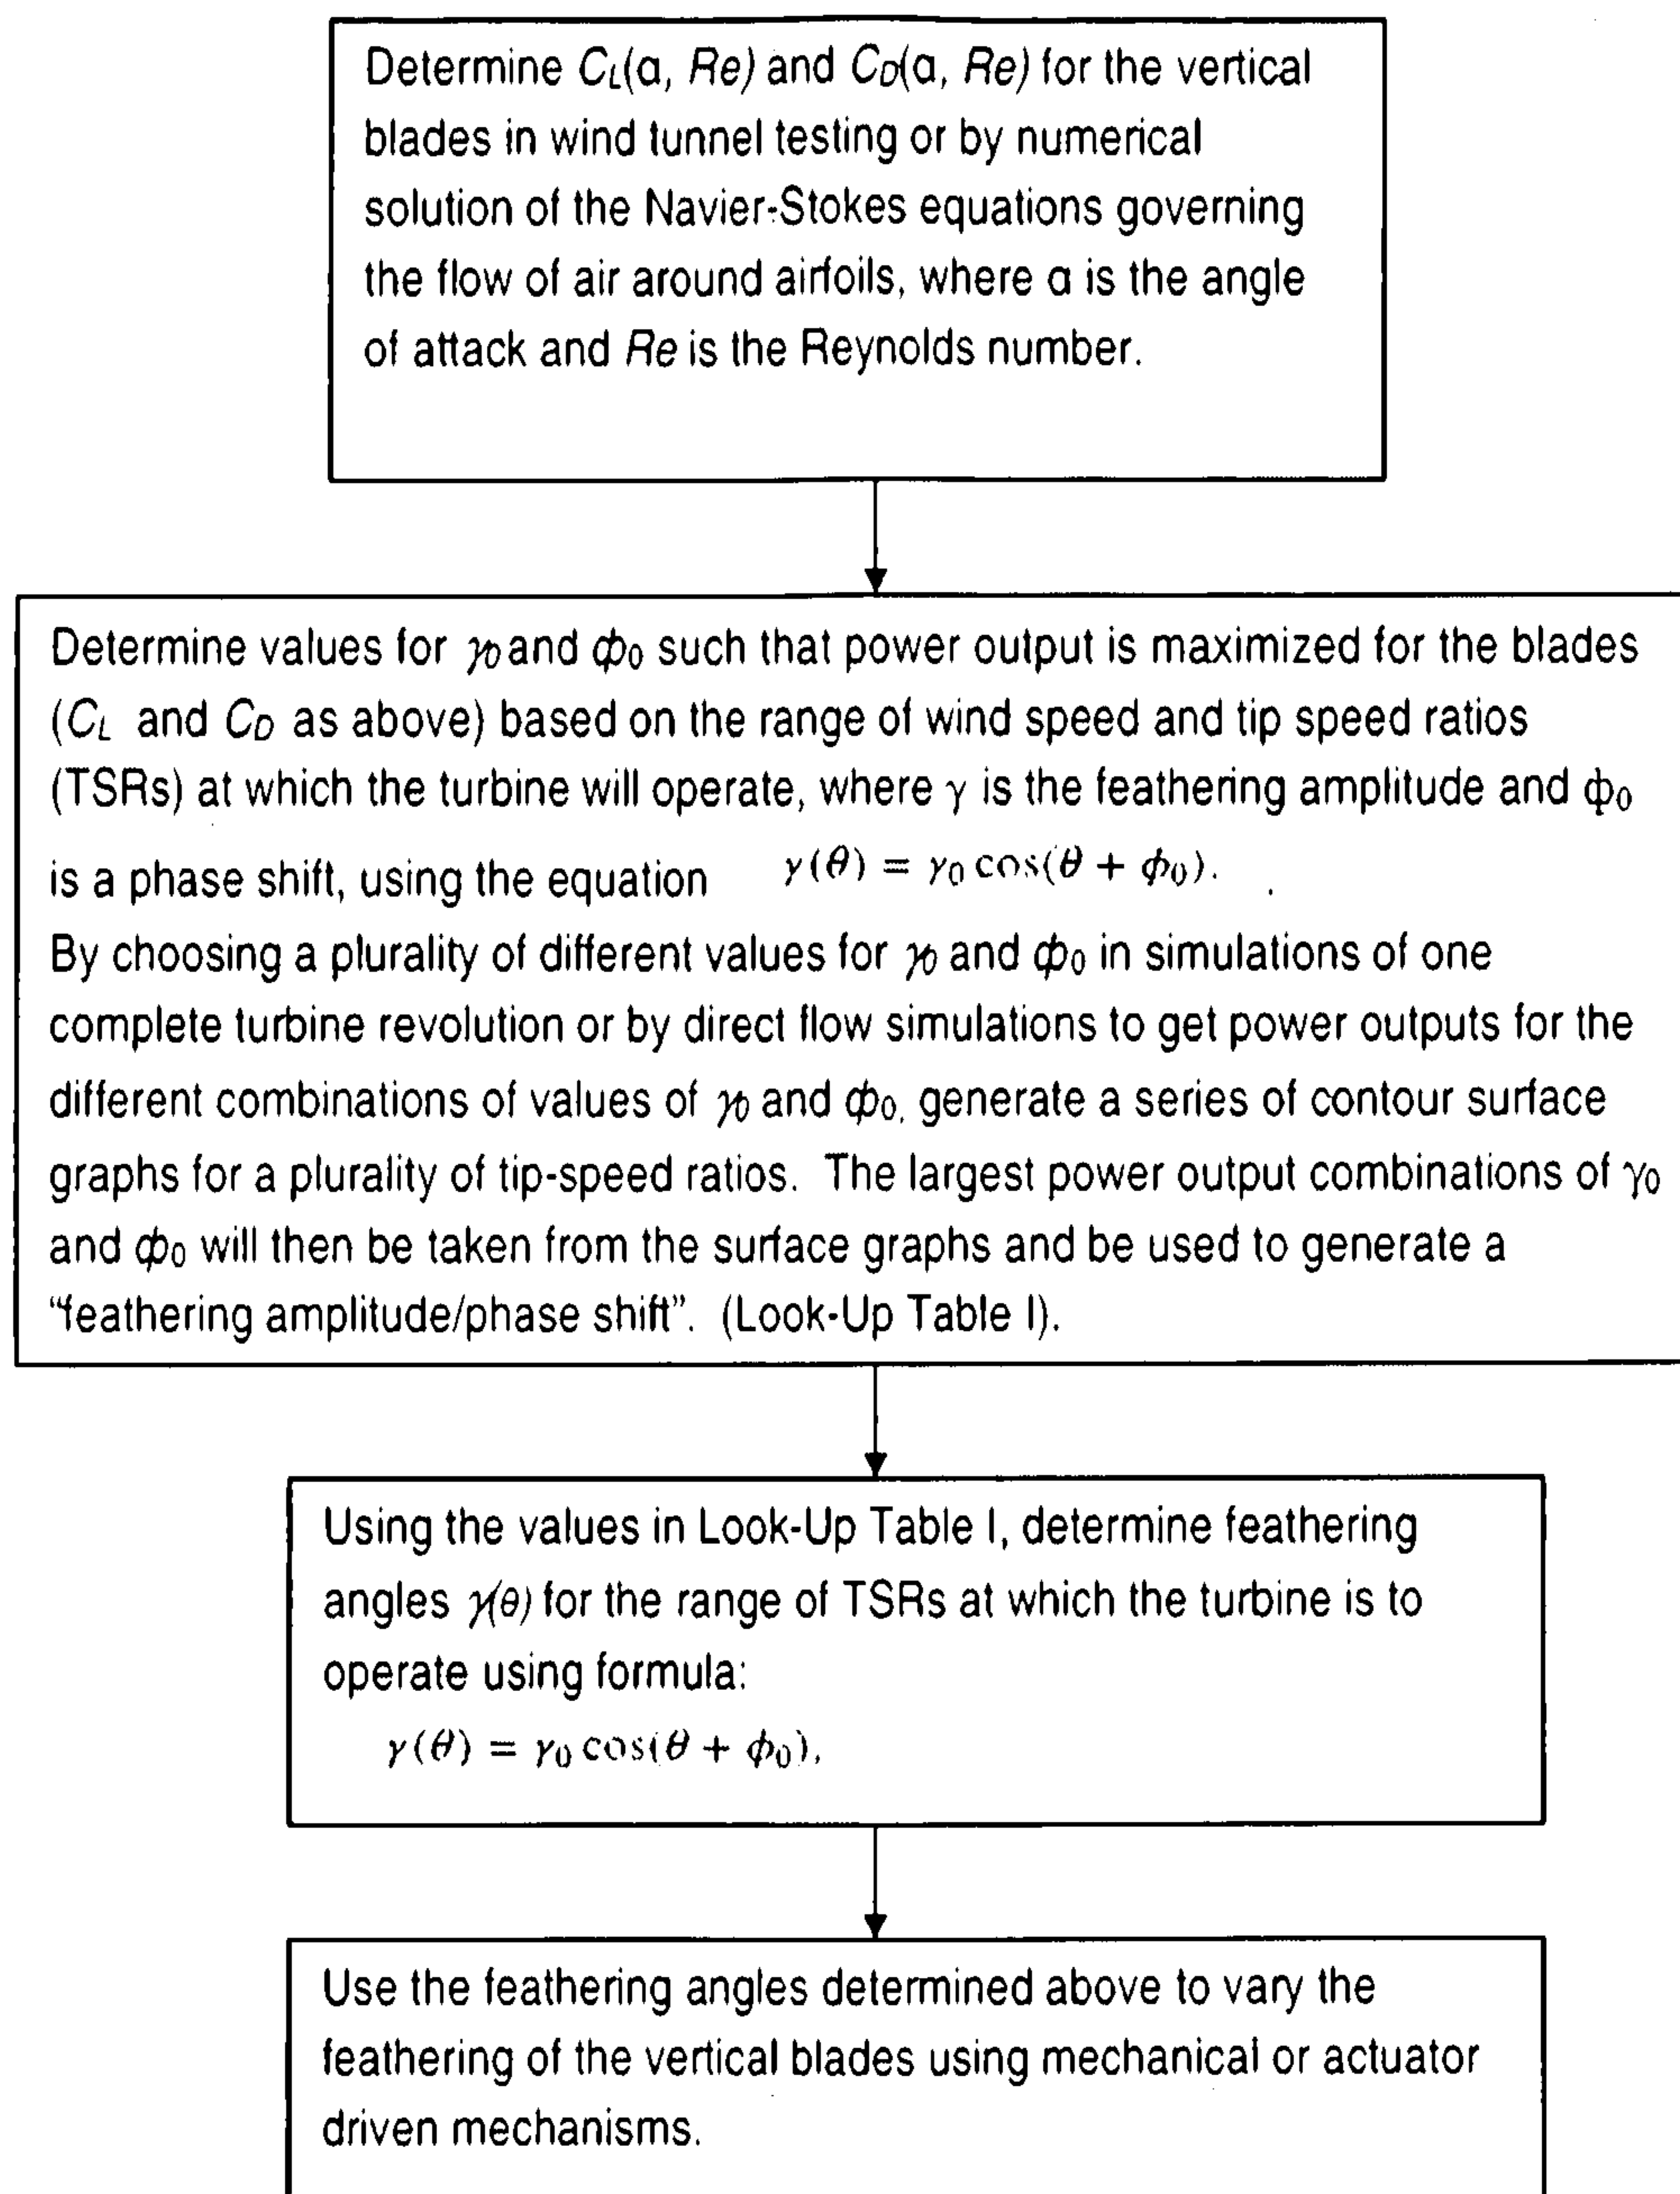 Determine C_L(α, Re) and C_D(α, Re) for the vertical
blades in wind tunnel testing or by numerical
solution of the Navier-Stokes equations governing
the flow of air around airfoils, where α is the angle
of attack and Re is the Reynolds number.
Determine values for γ0 and ϕ0 such that power output is maximized for the blades
(C_L and C_D as above) based on the range of wind speed and tip speed ratios
(TSRs) at which the turbine will operate, where γ is the feathering amplitude and ϕ0
is a phase shift, using the equation γ(θ) = γ0 cos(θ + ϕ0). .
By choosing a plurality of different values for γ0 and ϕ0 in simulations of one
complete turbine revolution or by direct flow simulations to get power outputs for the
different combinations of values of γ0 and ϕ0, generate a series of contour surface
graphs for a plurality of tip-speed ratios. The largest power output combinations of γ0
and ϕ0 will then be taken from the surface graphs and be used to generate a
“feathering amplitude/phase shift”. (Look-Up Table I).
Using the values in Look-Up Table I, determine feathering
angles γ(θ) for the range of TSRs at which the turbine is to
operate using formula:
γ(θ) = γ0 cos(θ + ϕ0),
Use the feathering angles determined above to vary the
feathering of the vertical blades using mechanical or actuator
driven mechanisms.